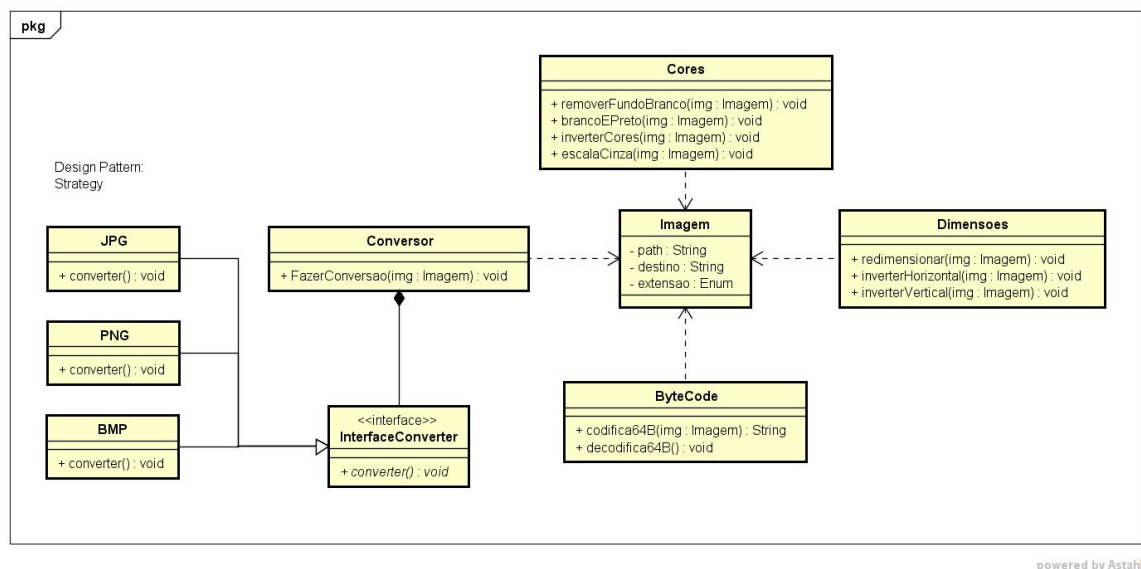 pkg
Design Pattern:
Strategy
Cores
+ removerFundoBranco(img : Imagem) : void
+ brancoEPreto(img : Imagem) : void
+ inverterCores(img : Imagem) : void
+ escalaCinza(img : Imagem) : void
JPG
+ converter() : void
Conversor
+ FazerConversao(img : Imagem) : void
Imagem
- path : String
- destino : String
- extensao : Enum
Dimensoes
+ redimensionar(img : Imagem) : void
+ inverterHorizontal(img : Imagem) : void
+ inverterVertical(img : Imagem) : void
PNG
+ converter() : void
BMP
+ converter() : void
<<interface>>
InterfaceConverter
+ converter() : void
ByteCode
+ codifica64B(img : Imagem) : String
+ decodifica64B() : void
powered by Astah